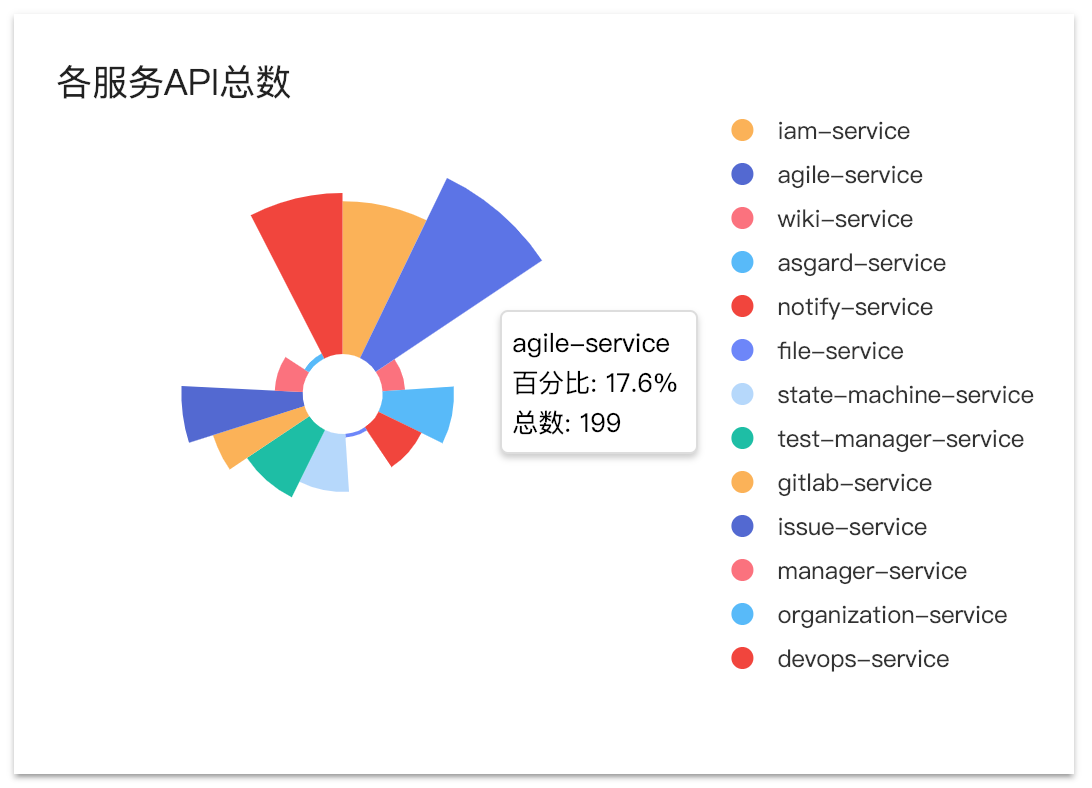 各服务API总数
iam-service
agile-service
wiki-service
asgard-service
notify-service
file-service
state-machine-service
test-manager-service
gitlab-service
issue-service
manager-service
organization-service
devops-service
agile-service
百分比: 17.6%
总数: 199